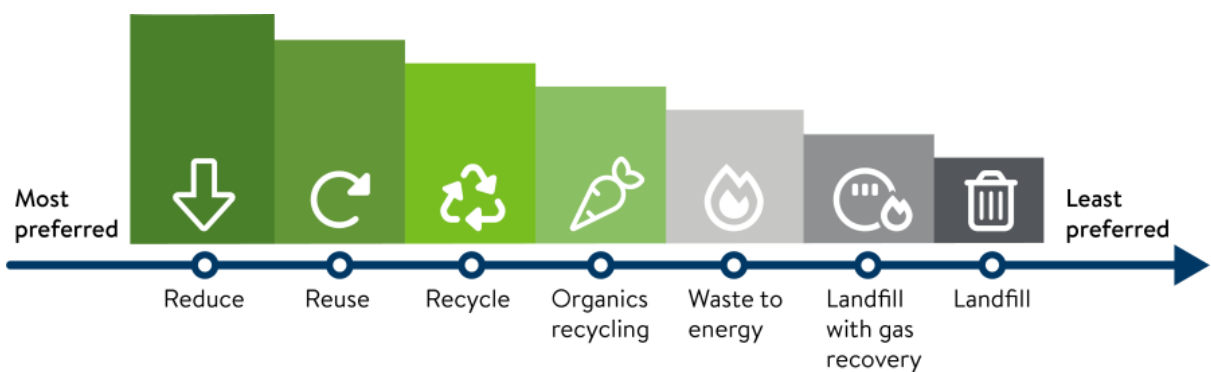 Most
preferred
Least
preferred
Reduce
Reuse
Recycle
Organics
recycling
Waste to
energy
Landfill
with gas
recovery
Landfill